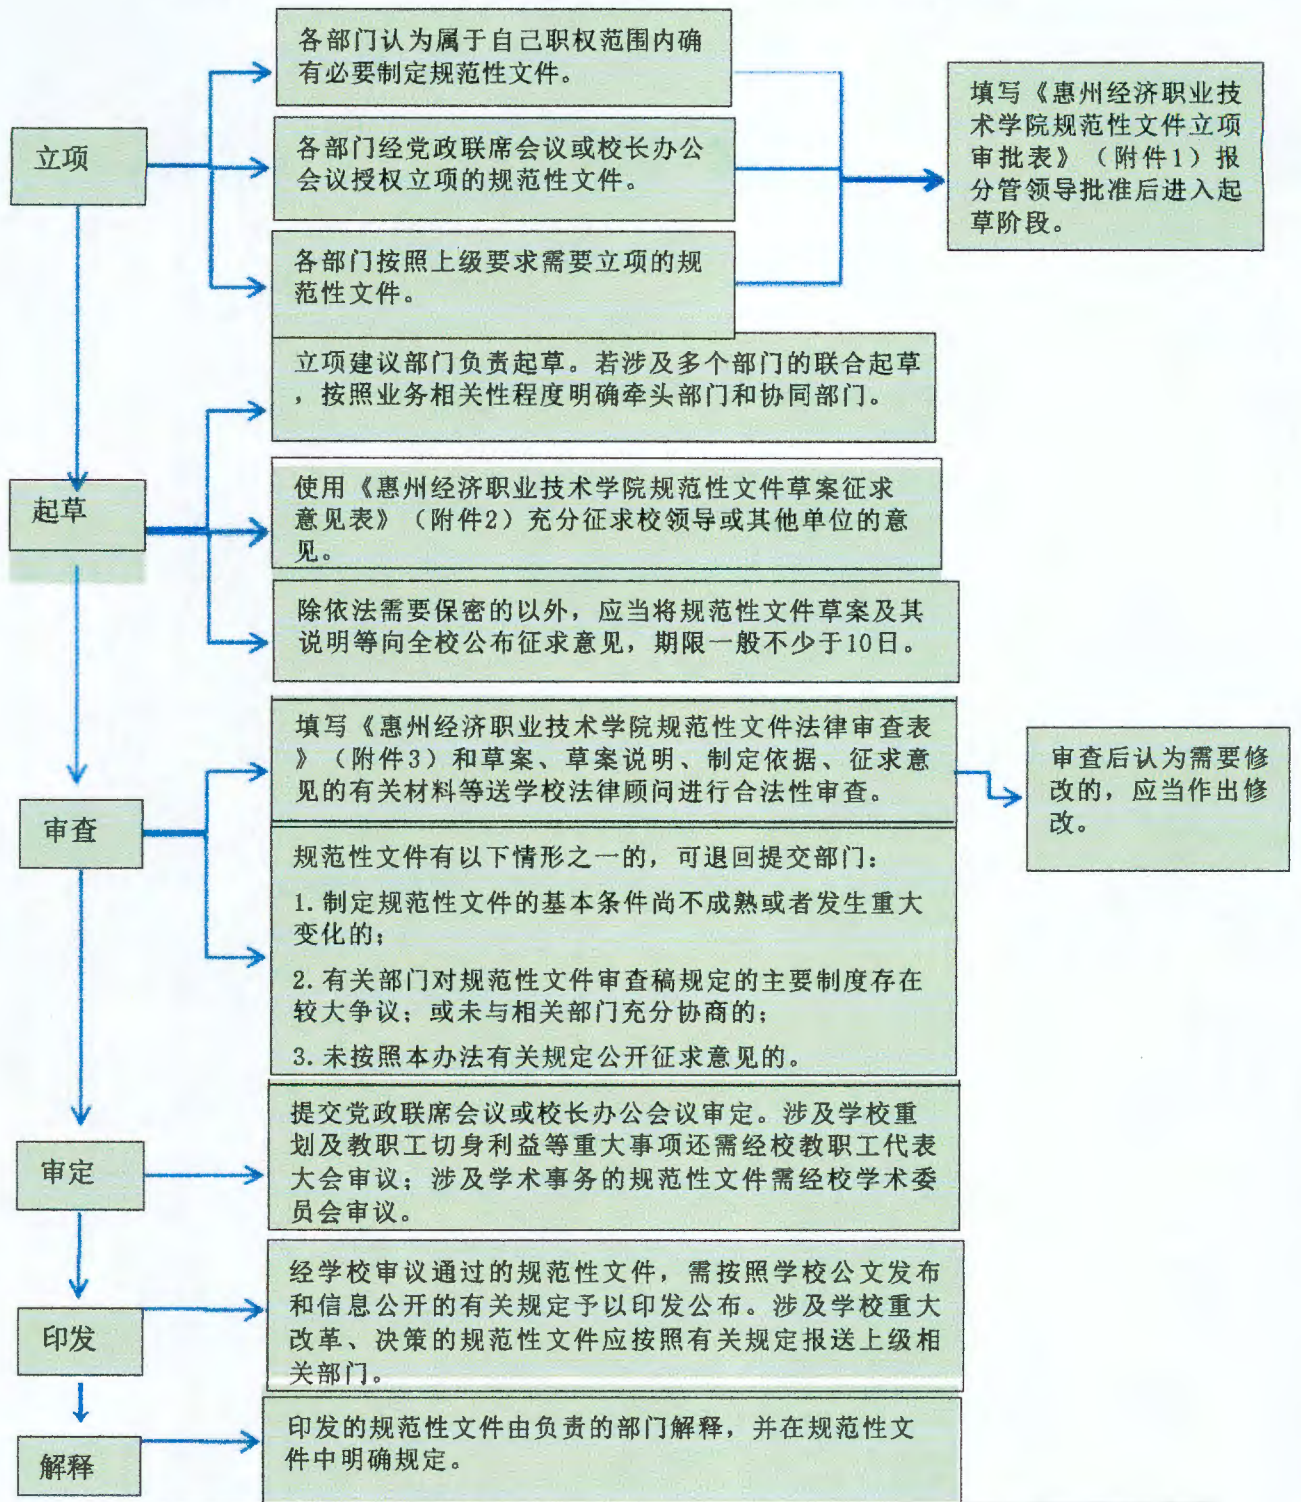 各部门认为属于自己职权范围内确
有必要制定规范性文件。
立项
各部门经党政联席会议或校长办公
会议授权立项的规范性文件。
各部门按照上级要求需要立项的规
范性文件。
填写《惠州经济职业技
术学院规范性文件立项
审批表》（附件1）报
分管领导批准后进入起
草阶段。
起草
立项建议部门负责起草。若涉及多个部门的联合起草
，按照业务相关性程度明确牵头部门和协同部门。
使用《惠州经济职业技术学院规范性文件草案征求
意见表》（附件2）充分征求校领导或其他单位的意
见。
除依法需要保密的以外，应当将规范性文件草案及其
说明等向全校公布征求意见，期限一般不少于10日。
审查
填写《惠州经济职业技术学院规范性文件法律审查表
》（附件3）和草案、草案说明、制定依据、征求意
见的有关材料等送学校法律顾问进行合法性审查。
审查后认为需要修
改的，应当作出修
改。
规范性文件有以下情形之一的，可退回提交部门：
1.制定规范性文件的基本条件尚不成熟或者发生重大
变化的；
2.有关部门对规范性文件审查稿规定的主要制度存在
较大争议；或未与相关部门充分协商的；
3.未按照本办法有关规定公开征求意见的。
审定
提交党政联席会议或校长办公会议审定。涉及学校重
划及教职工切身利益等重大事项还需经校教职工代表
大会审议；涉及学术事务的规范性文件需经校学术委
员会审议。
印发
经学校审议通过的规范性文件，需按照学校公文发布
和信息公开的有关规定予以印发公布。涉及学校重大
改革、决策的规范性文件应按照有关规定报送上级相
关部门。
解释
印发的规范性文件由负责的部门解释，并在规范性文
件中明确规定。